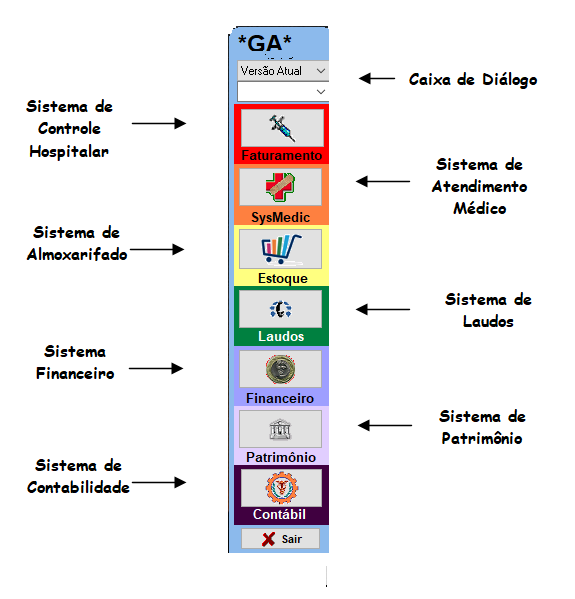 *GA*
Versão Atual
Caixa de Diálogo
Sistema de
Controle
Hospitalar
Faturamento
Sistema de
Atendimento
Médico
SysMedic
Sistema de
Almoxarifado
Estoque
Sistema de
Laudos
Laudos
Sistema
Financeiro
Financeiro
Sistema de
Patrimônio
Patrimônio
Sistema de
Contabilidade
Contábil
Sair